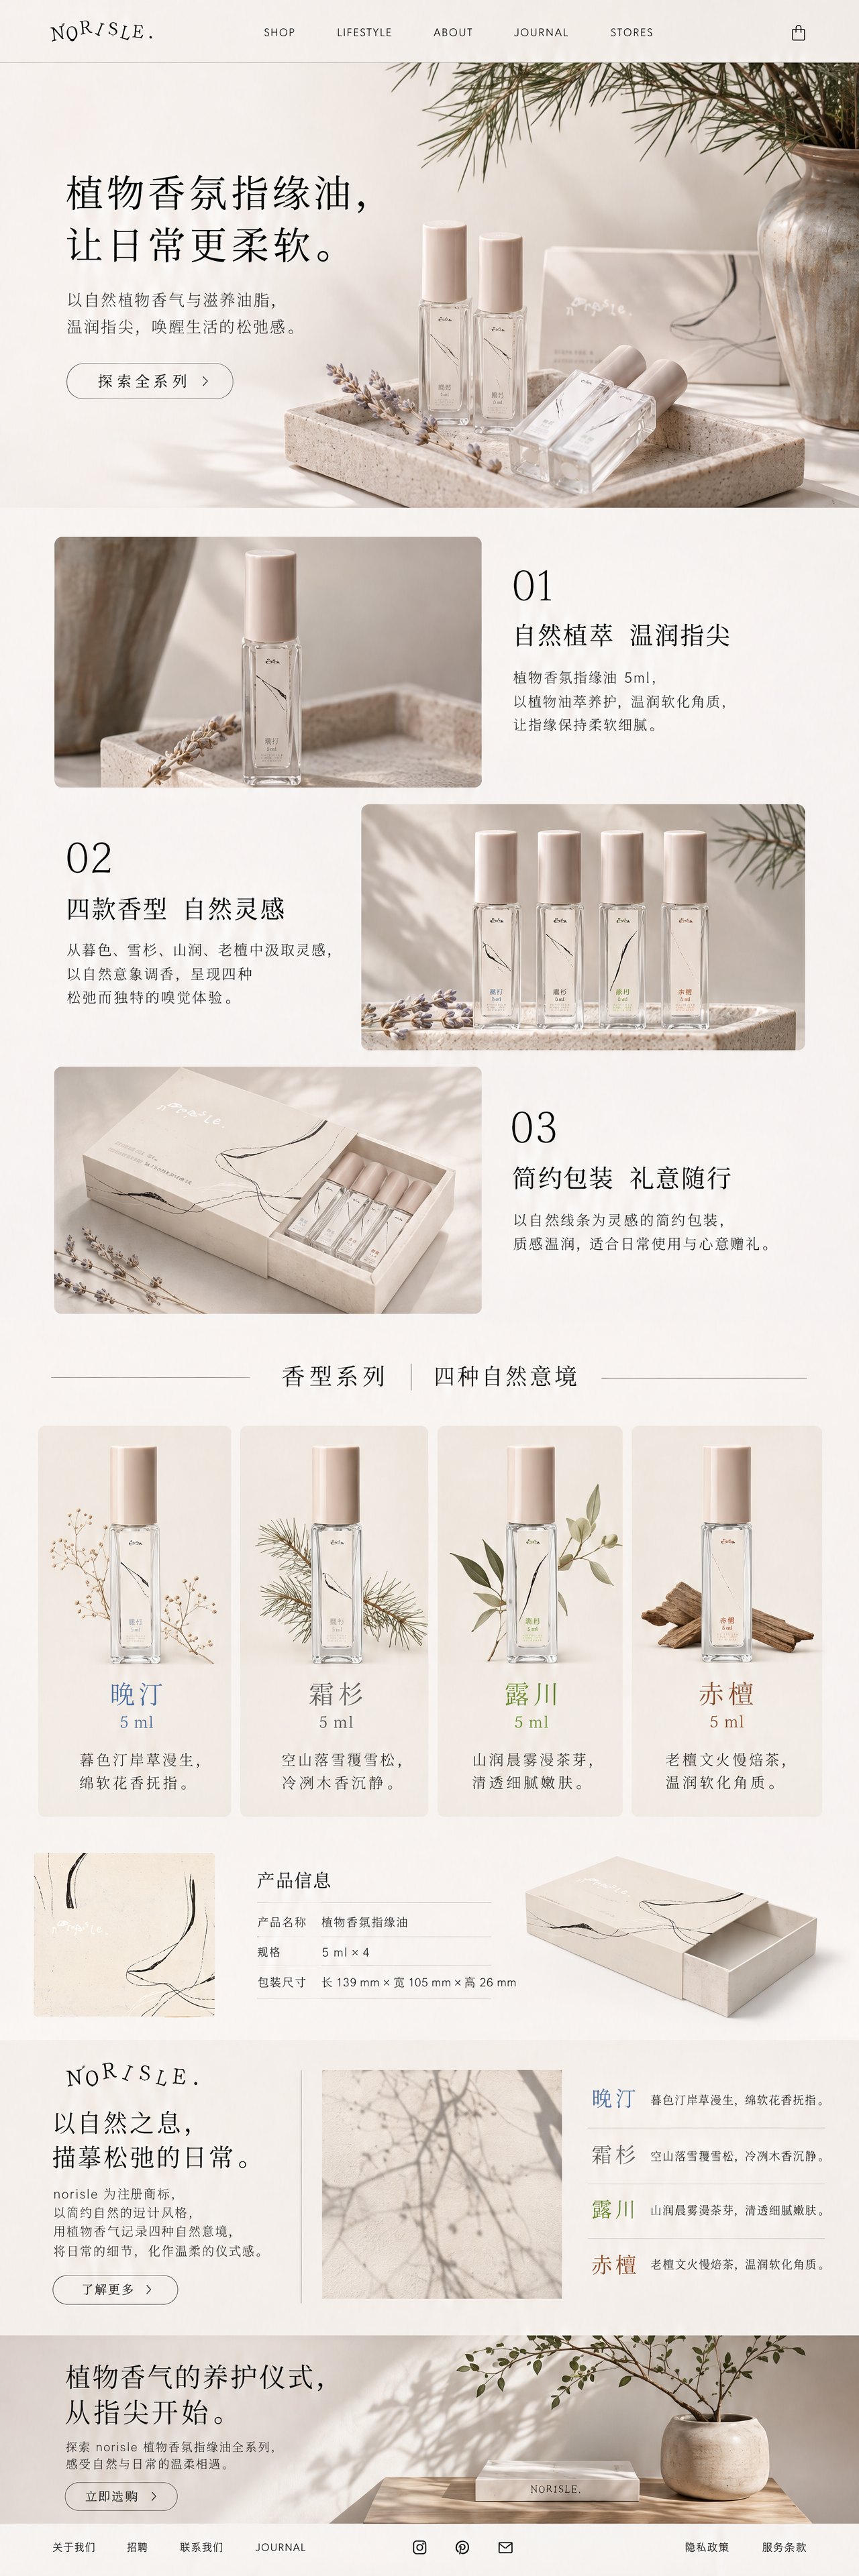 NORISLE.
SHOP LIFESTYLE ABOUT JOURNAL STORES
植物香氛指缘油，
让日常更柔软。
以自然植物香气与滋养油脂，
温润指尖，唤醒生活的松弛感。
探索全系列
norisle.
01
自然植萃 温润指尖
植物香氛指缘油 5ml，
以植物油萃养护，温润软化角质，
让指缘保持柔软细腻。
5ml
02
四款香型 自然灵感
从暮色、雪杉、山润、老檀中汲取灵感，
以自然意象调香，呈现四种
松弛而独特的嗅觉体验。
5ml
5ml
5ml
赤檀
5ml
norisle.
03
简约包装 礼意随行
以自然线条为灵感的简约包装，
质感温润，适合日常使用与心意赠礼。
香型系列 | 四种自然意境
5ml
5ml
5ml
赤檀
5ml
晚汀
5 ml
暮色汀岸草漫生，
绵软花香抚指。
霜杉
5 ml
空山落雪覆雪松，
冷冽木香沉静。
露川
5 ml
山润晨雾漫茶芽，
清透细腻嫩肤。
赤檀
5 ml
老檀文火慢焙茶，
温润软化角质。
norisle.
产品信息
产品名称 植物香氛指缘油
规格 5 ml × 4
包装尺寸 长 139 mm × 宽 105 mm × 高 26 mm
norisle.
NORISLE.
以自然之息，
描摹松弛的日常。
norisle 为注册商标，
以简约自然的设计风格，
用植物香气记录四种自然意境，
将日常的细节，化作温柔的仪式感。
了解更多
晚汀 暮色汀岸草漫生，绵软花香抚指。
霜杉 空山落雪覆雪松，冷冽木香沉静。
露川 山润晨雾漫茶芽，清透细腻嫩肤。
赤檀 老檀文火慢焙茶，温润软化角质。
植物香气的养护仪式，
从指尖开始。
探索 norisle 植物香氛指缘油全系列，
感受自然与日常的温柔相遇。
立即选购
NORISLE.
关于我们 招聘 联系我们 JOURNAL
隐私政策 服务条款